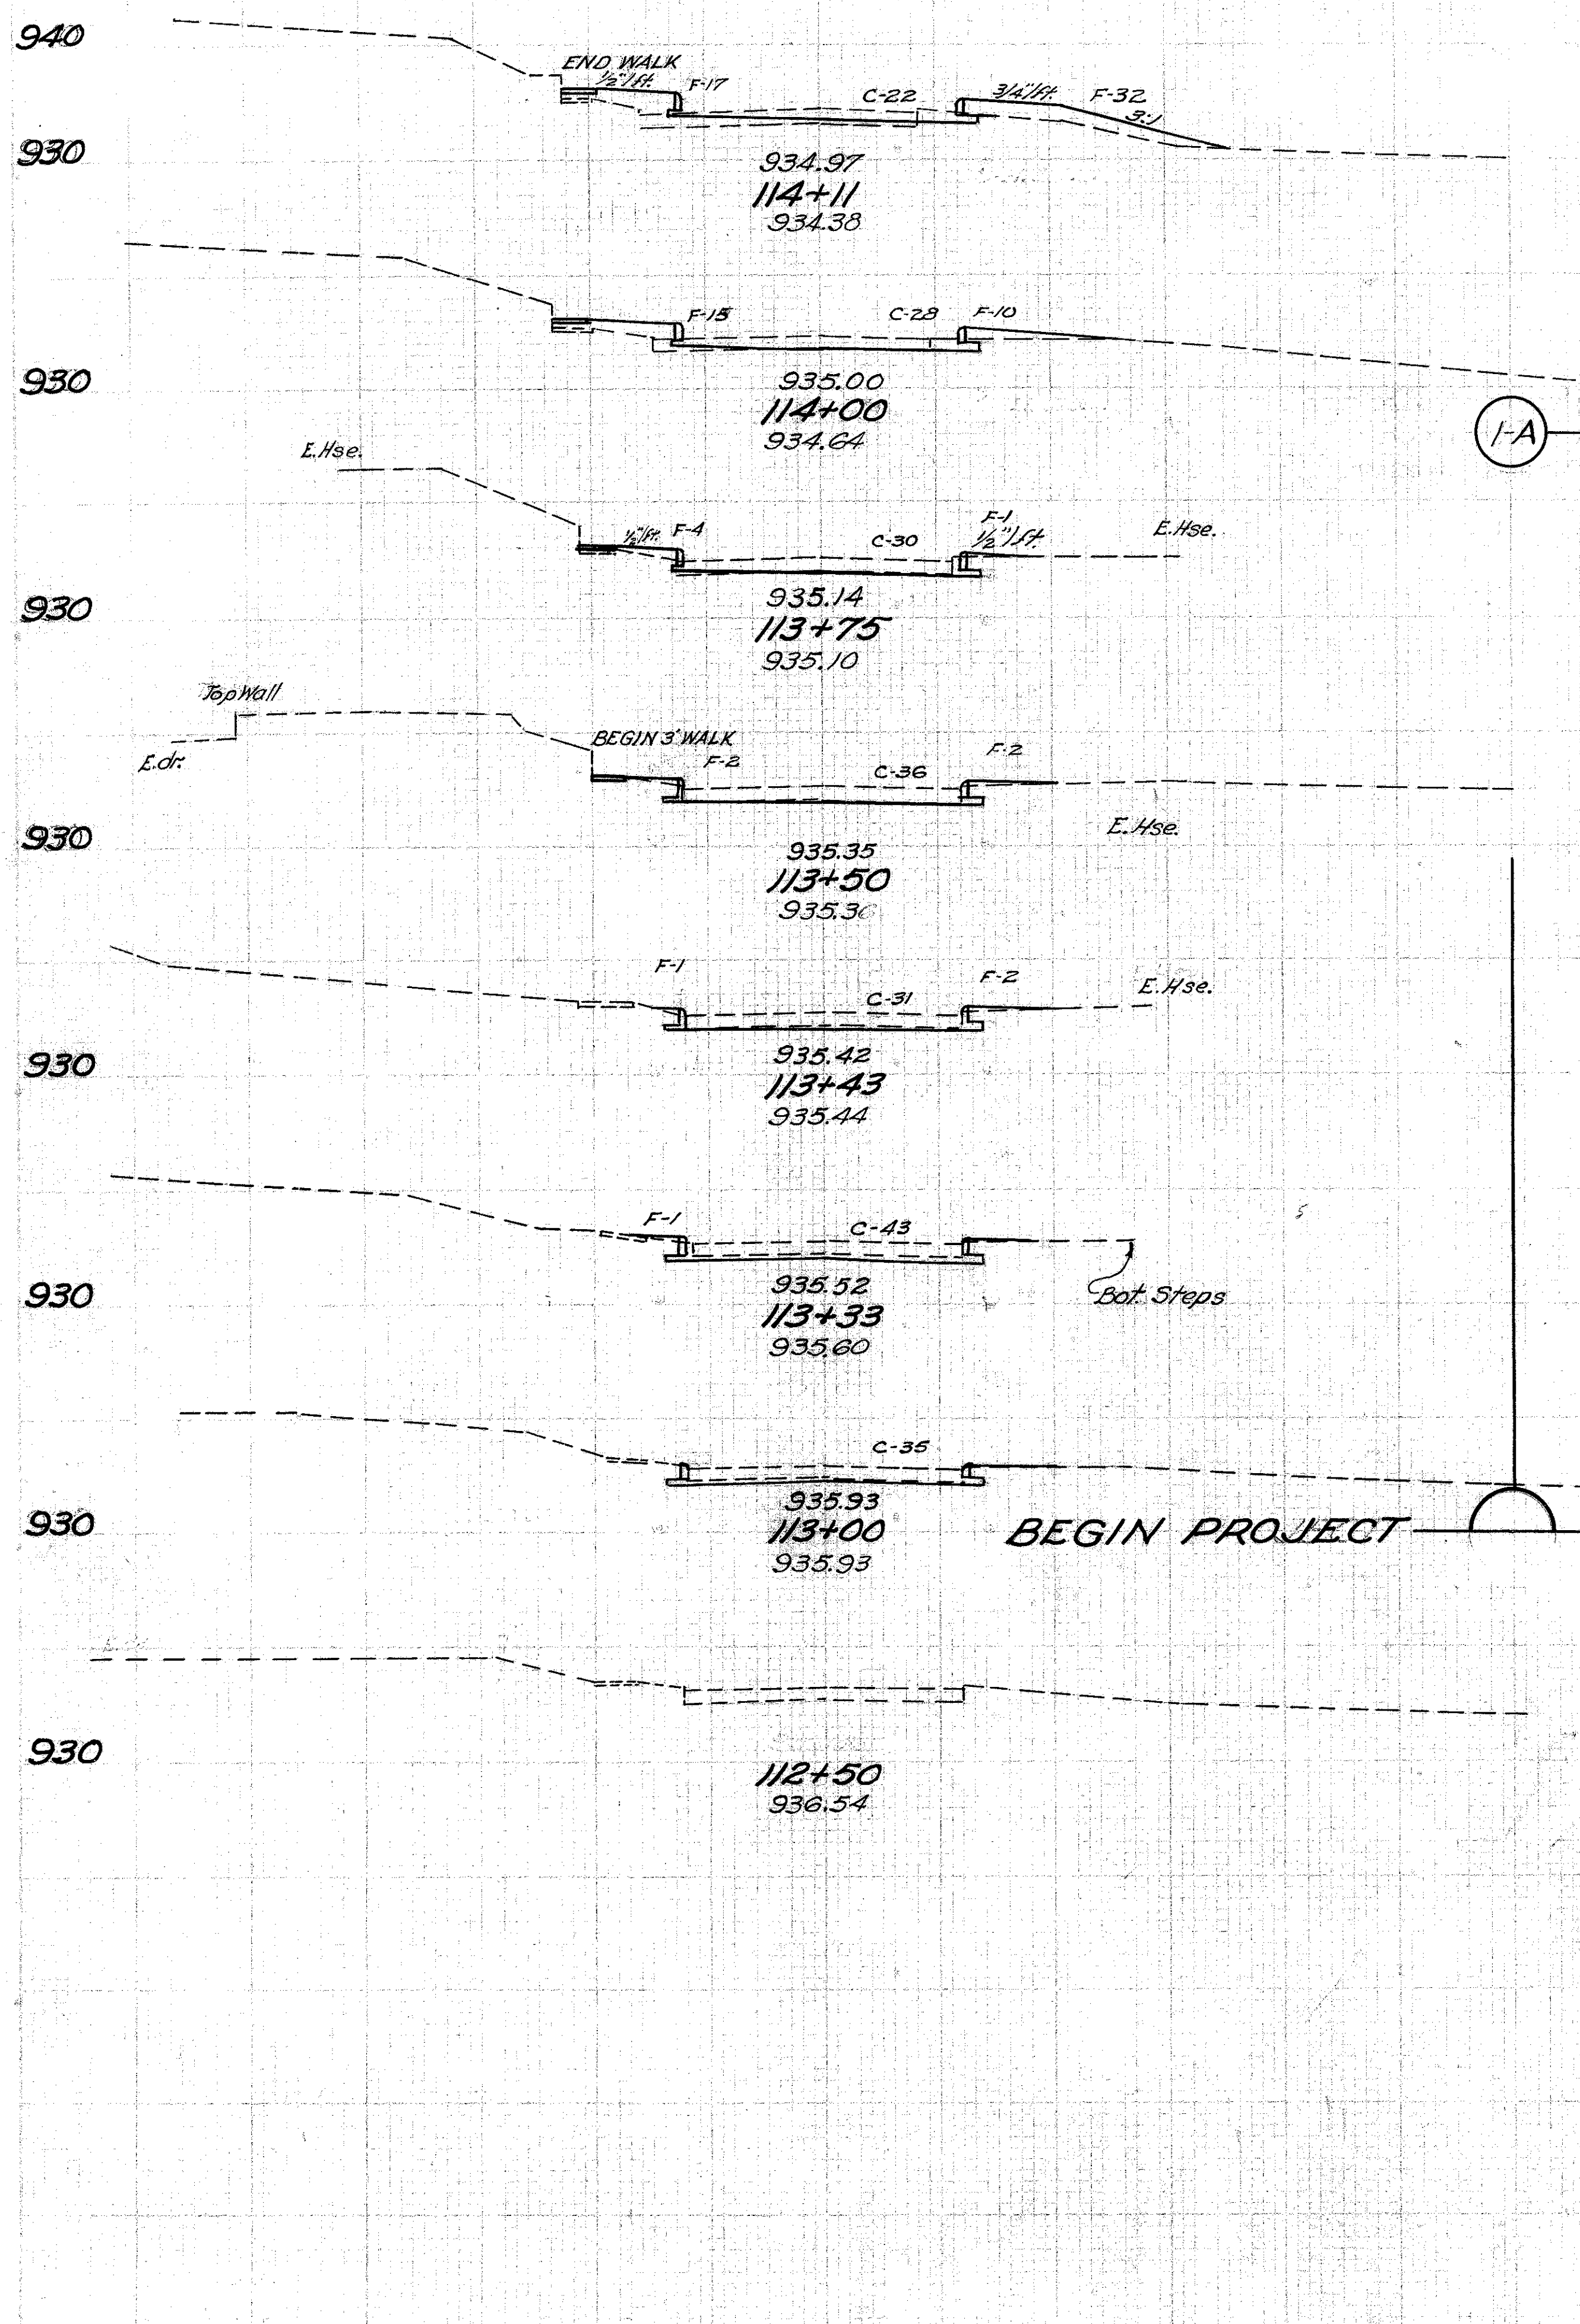 940
END WALK
1/2"/ft. F-17 C-22 3/4"/ft. F-32
3:1
930
934.97
114+11
934.38
F-15 C-28 F-10
930
935.00
114+00
934.64
1-A
E.Hse.
1/2"/ft. F-4 C-30 F-1 E.Hse.
1/2"/ft.
930
935.14
113+75
935.10
Top Wall
E.dr.
BEGIN 3' WALK
F-2 C-36 F-2
930
E.Hse.
935.35
113+50
935.36
F-1 C-31 F-2 E.Hse.
930
935.42
113+43
935.44
F-1 C-43
930
935.52
113+33
935.60
Bot. Steps
C-35
930
935.93
113+00
935.93
BEGIN PROJECT
930
112+50
936.54